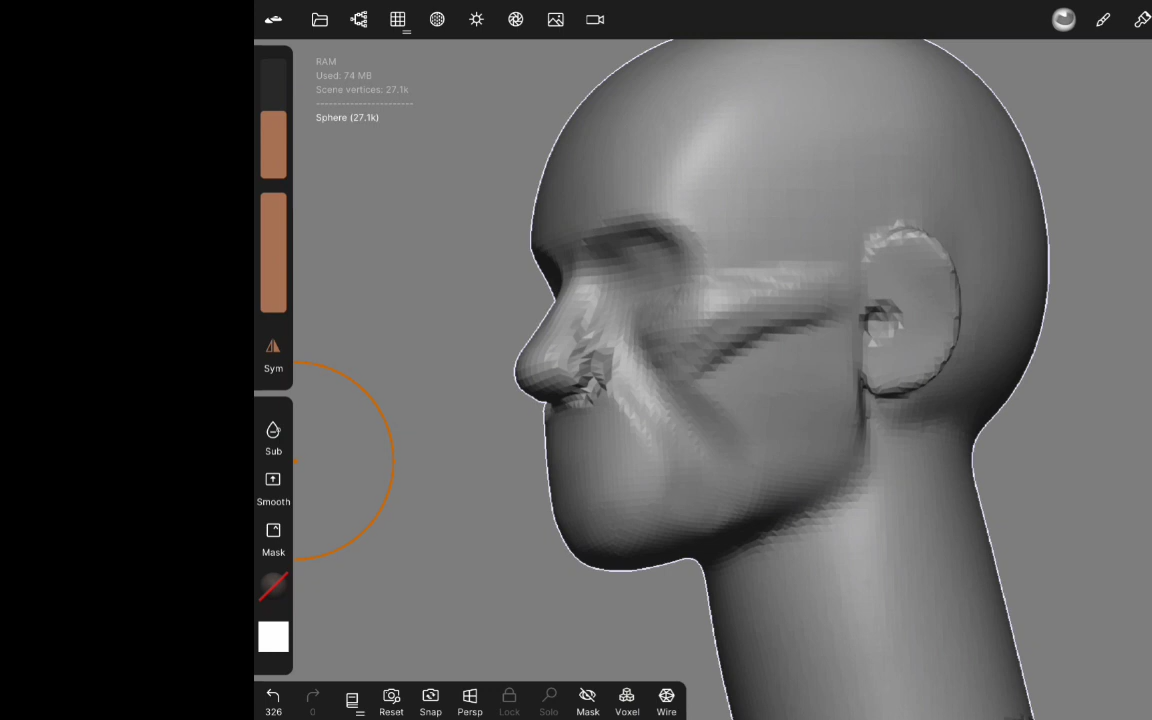 RAM
Used: 74 MB
Scene vertices: 27.1k
------------------------
Sphere (27.1k)
Sym
Sub
Smooth
Mask
326
0
Reset
Snap
Persp
Lock
Solo
Mask
Voxel
Wire